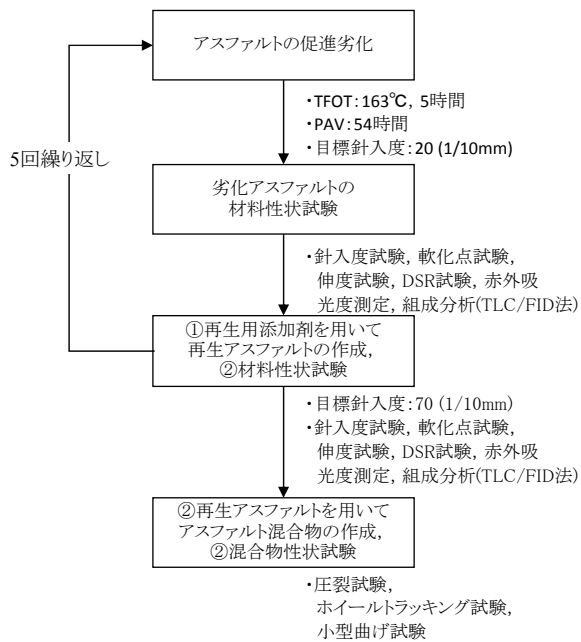 アスファルトの促進劣化
・TFOT：163℃, 5時間
・PAV：54時間
・目標針入度：20 (1/10mm)
5回繰り返し
劣化アスファルトの
材料性状試験
・針入度試験, 軟化点試験,
伸度試験, DSR試験, 赤外吸
光度測定, 組成分析(TLC/FID法)
①再生用添加剤を用いて
再生アスファルトの作成,
②材料性状試験
・目標針入度：70 (1/10mm)
・針入度試験, 軟化点試験,
伸度試験, DSR試験, 赤外吸
光度測定, 組成分析(TLC/FID法)
②再生アスファルトを用いて
アスファルト混合物の作成,
②混合物性状試験
・圧裂試験,
ホイールトラッキング試験,
小型曲げ試験